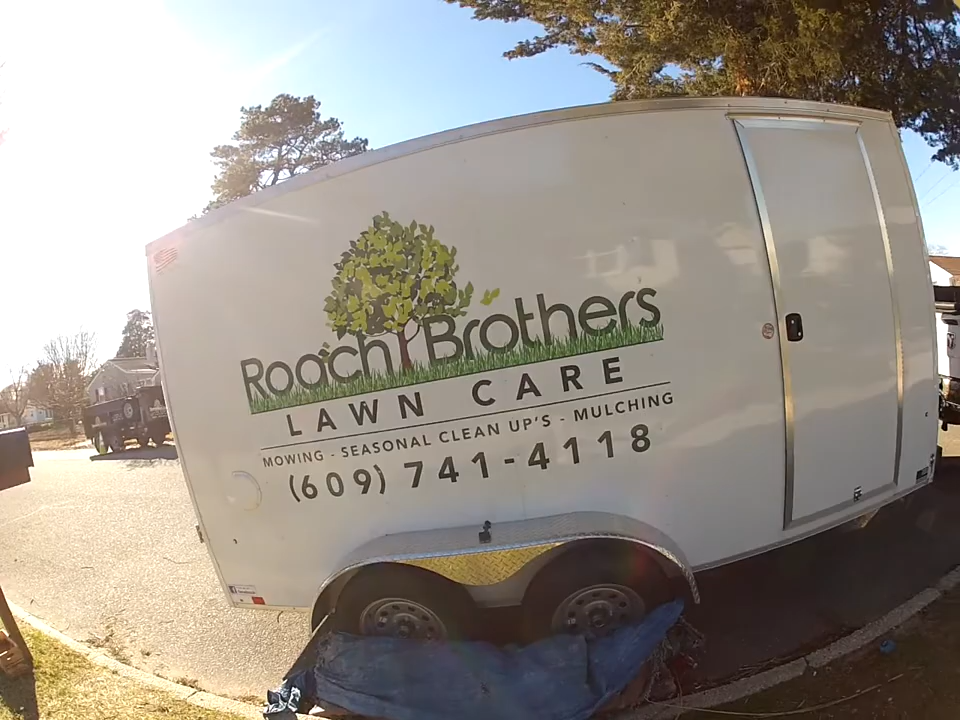 Roach Brothers
LAWN CARE
MOWING - SEASONAL CLEAN UP'S - MULCHING
(609) 741-4118